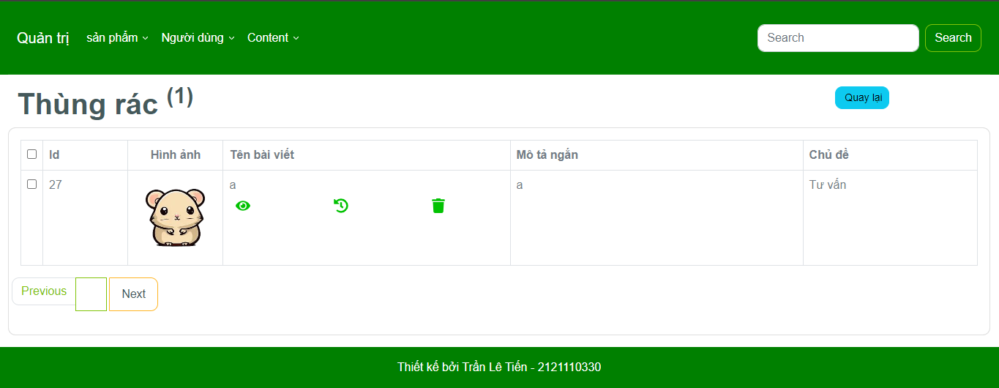 Quản trị sản phẩm Người dùng Content Search Search
Thùng rác (1) Quay lại
Id Hình ảnh Tên bài viết Mô tả ngắn Chủ đề
27 a a Tư vấn
Previous Next
Thiết kế bởi Trần Lê Tiến - 2121110330